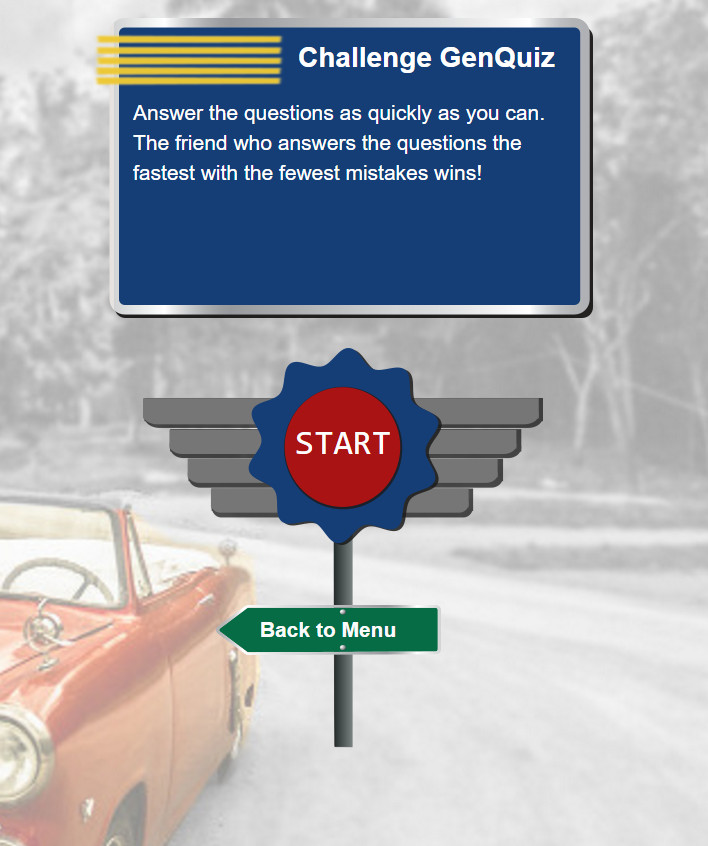 Challenge GenQuiz
Answer the questions as quickly as you can.
The friend who answers the questions the
fastest with the fewest mistakes wins!
START
Back to Menu